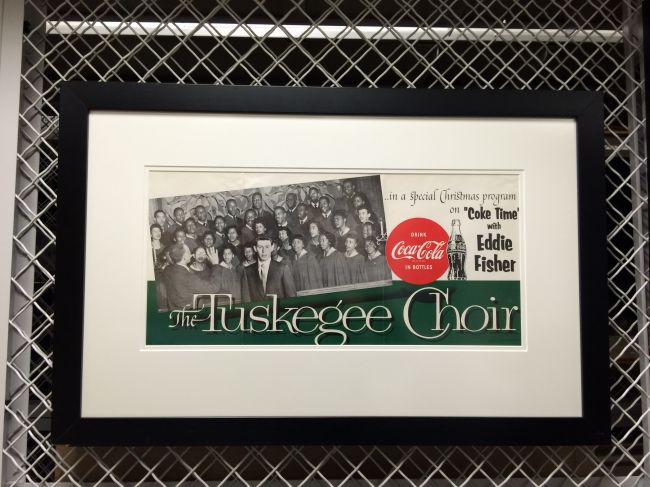 ...in a special Christmas program
on "Coke Time'
with
Eddie
Fisher
DRINK
Coca-Cola
IN BOTTLES
The Tuskegee Choir